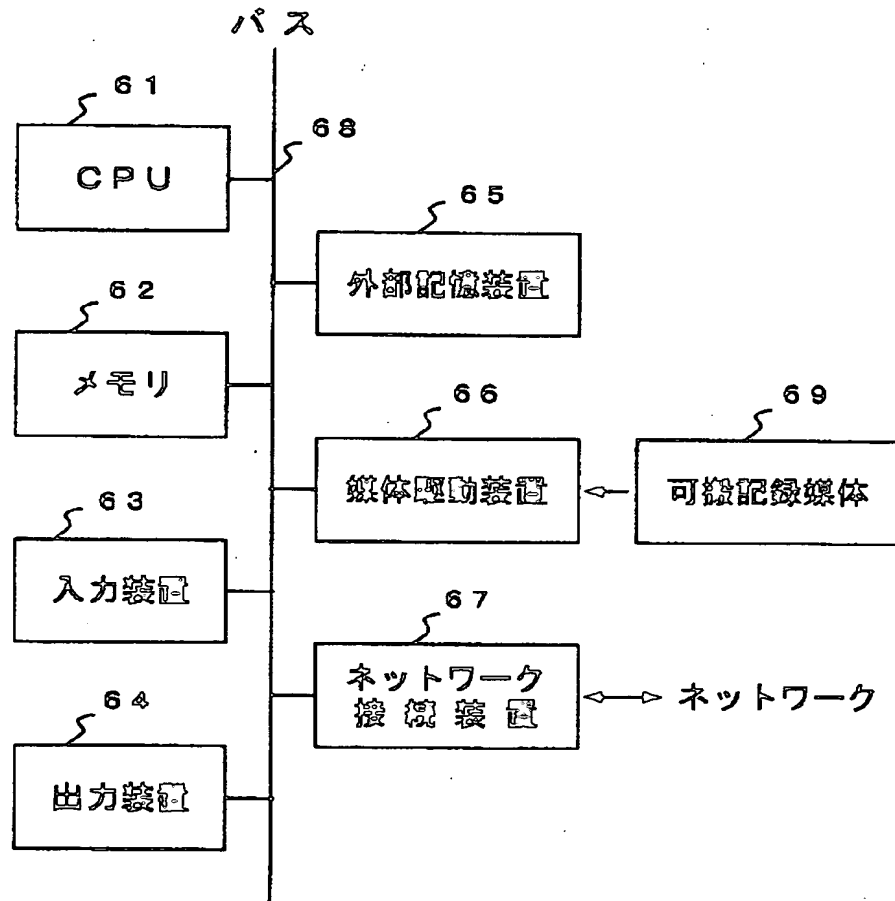 バス
61
68
CPU
65
外部記憶装置
62
メモリ
66
69
媒体駆動装置
可搬記録媒体
63
入力装置
67
ネットワーク
接続装置
ネットワーク
64
出力装置